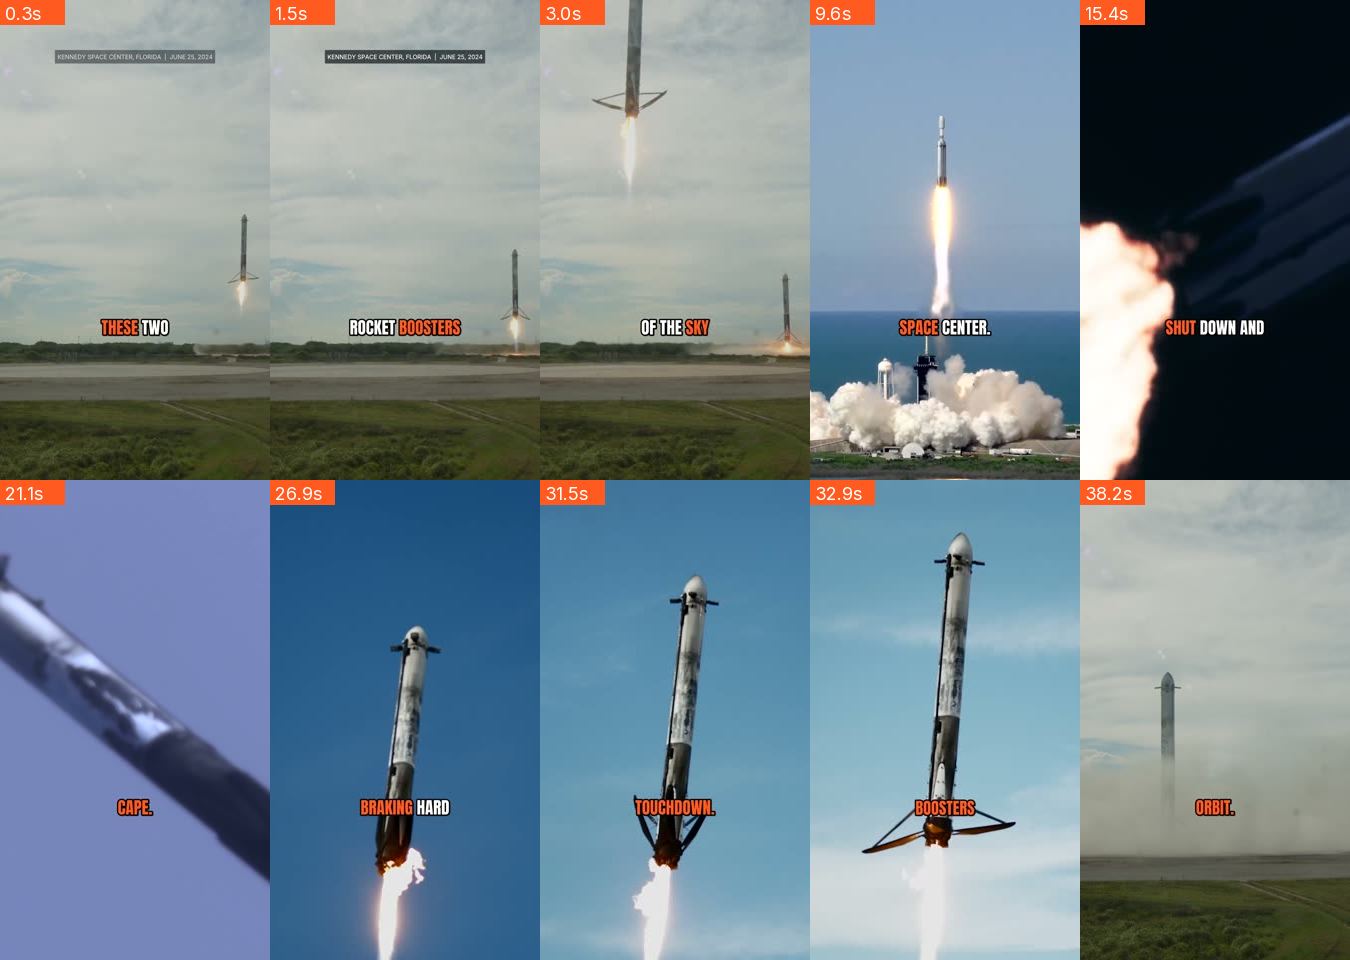 0.3s
KENNEDY SPACE CENTER, FLORIDA | JUNE 25, 2024
THESE TWO
1.5s
KENNEDY SPACE CENTER, FLORIDA | JUNE 25, 2024
ROCKET BOOSTERS
3.0s
OF THE SKY
9.6s
SPACE CENTER.
15.4s
SHUT DOWN AND
21.1s
CAPE.
26.9s
BRAKING HARD
31.5s
TOUCHDOWN.
32.9s
BOOSTERS
38.2s
ORBIT.